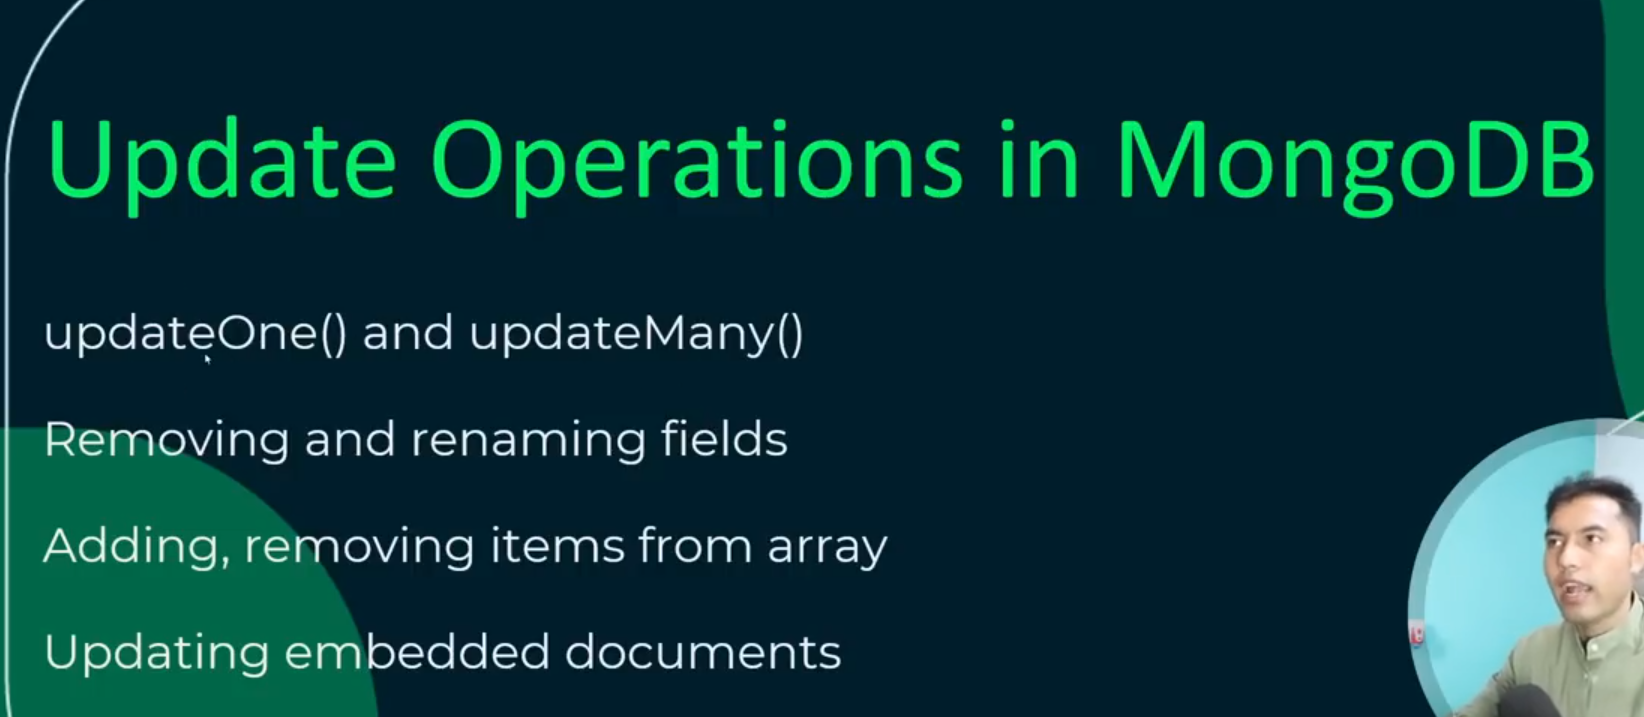 Update Operations in MongoDB
updateOne() and updateMany()
Removing and renaming fields
Adding, removing items from array
Updating embedded documents